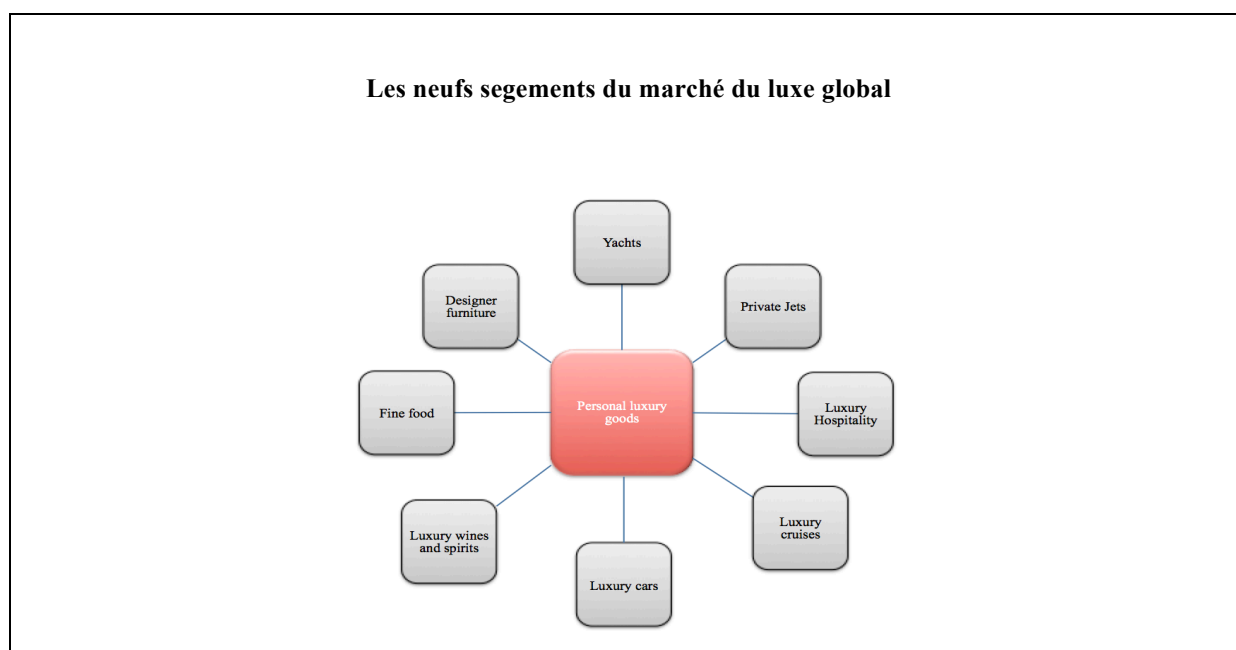 Les neufs segements du marché du luxe global
Yachts
Designer
furniture
Private Jets
Fine food
Personal luxury
goods
Luxury
Hospitality
Luxury wines
and spirits
Luxury
cruises
Luxury cars